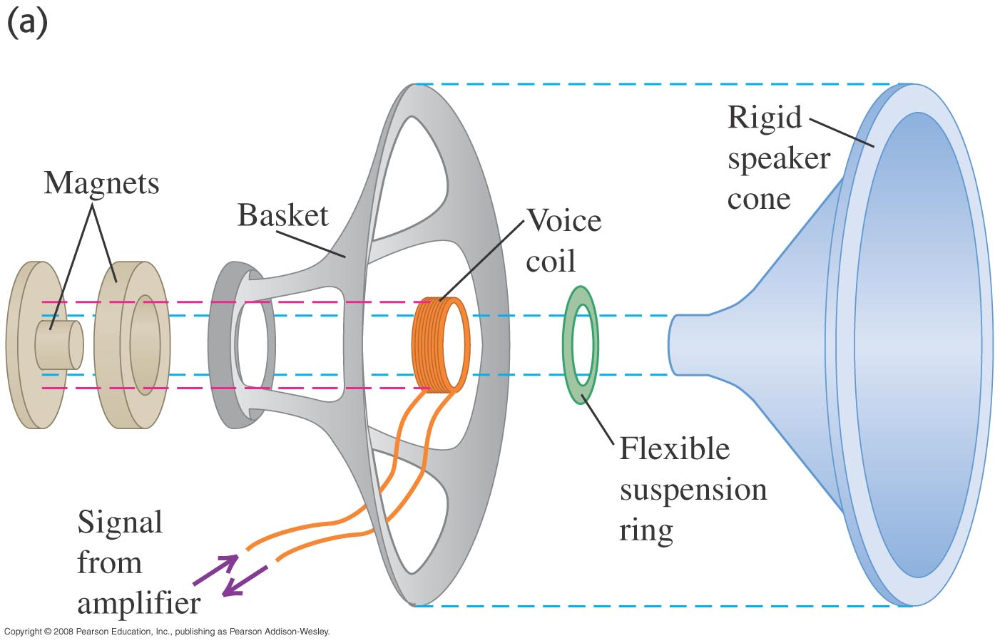 (a)
Magnets
Basket
Voice
coil
Rigid
speaker
cone
Flexible
suspension
ring
Signal
from
amplifier
Copyright © 2008 Pearson Education, Inc., publishing as Pearson Addison-Wesley.